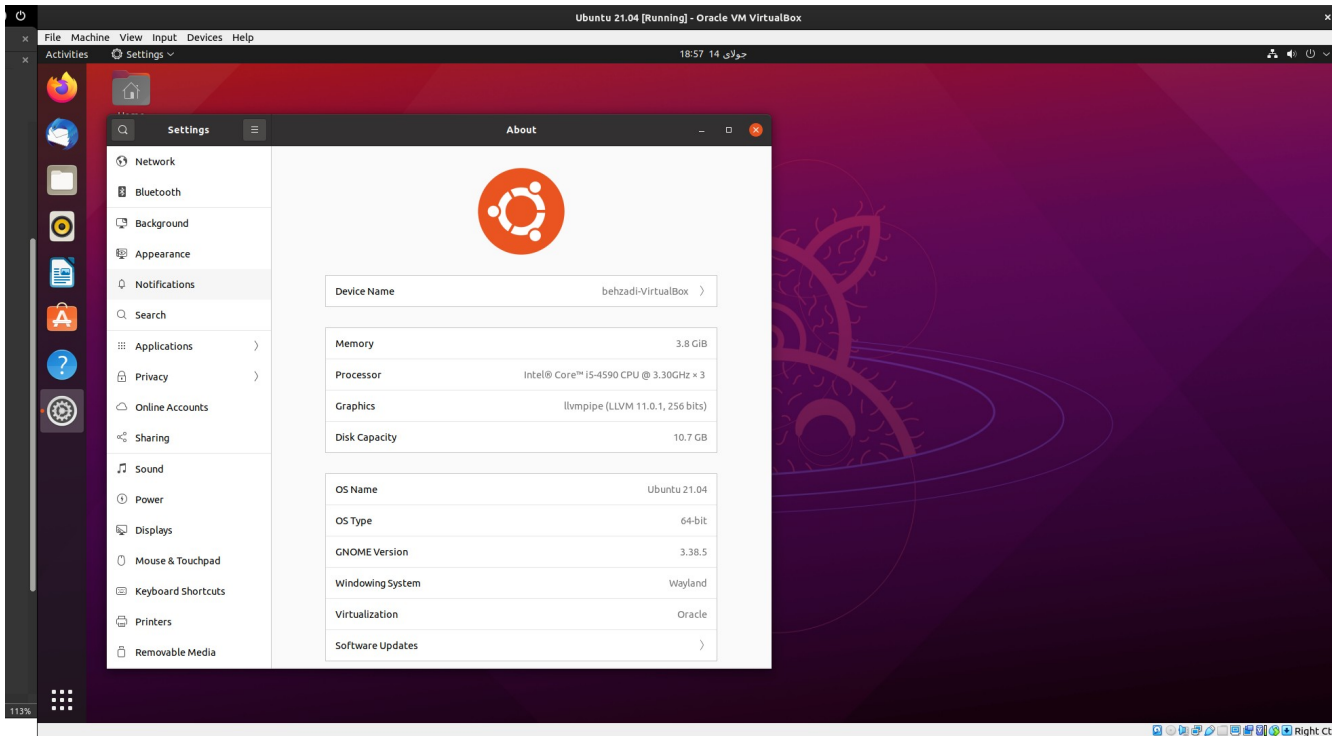 Ubuntu 21.04 [Running] - Oracle VM VirtualBox
File Machine View Input Devices Help
Activities Settings جولای 14 18:57
Settings About
Network
Bluetooth
Background
Appearance
Notifications
Search
Applications
Privacy
Online Accounts
Sharing
Sound
Power
Displays
Mouse & Touchpad
Keyboard Shortcuts
Printers
Removable Media
Device Name behzadi-VirtualBox
Memory 3.8 GiB
Processor Intel® Core™ i5-4590 CPU @ 3.30GHz × 3
Graphics llvmpipe (LLVM 11.0.1, 256 bits)
Disk Capacity 10.7 GB
OS Name Ubuntu 21.04
OS Type 64-bit
GNOME Version 3.38.5
Windowing System Wayland
Virtualization Oracle
Software Updates
113%
Right Ct